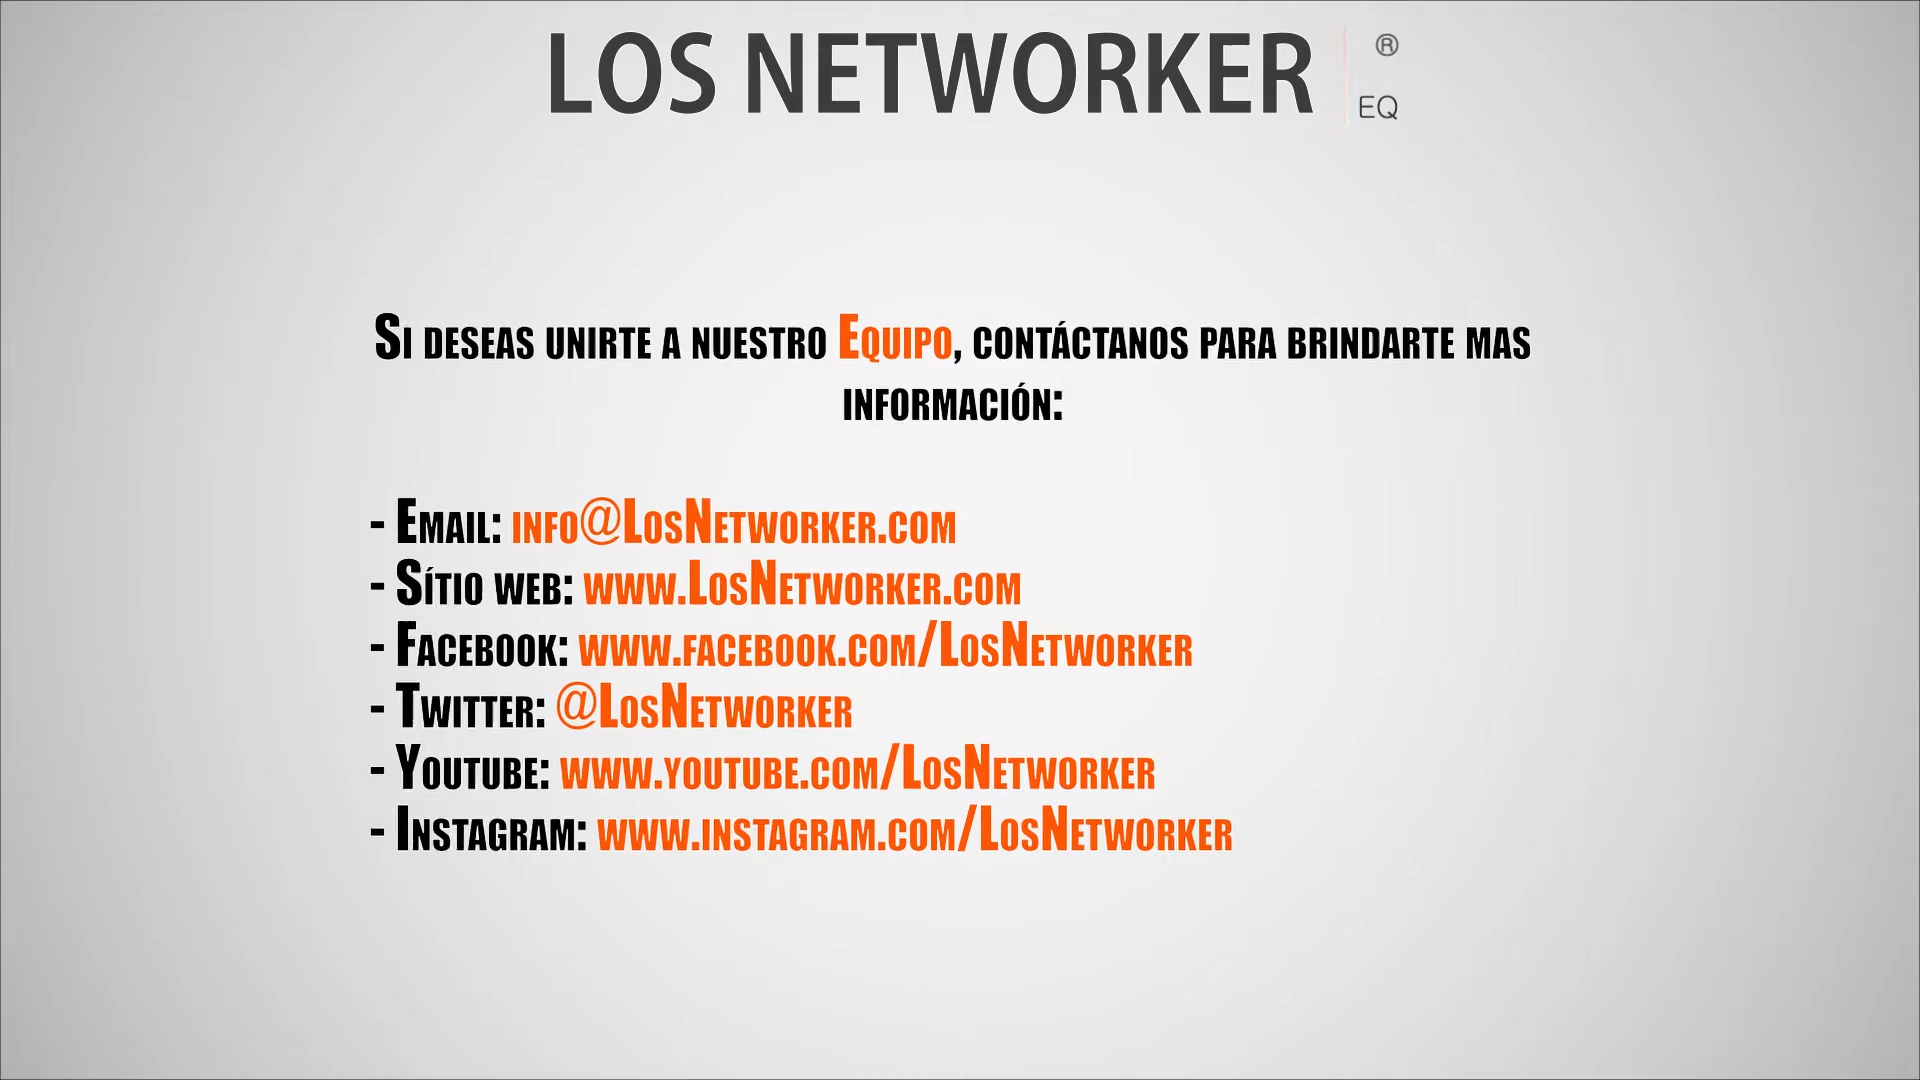 LOS NETWORKER ®
EQ
Si deseas unirte a nuestro Equipo, contáctanos para brindarte mas
información:
- Email: info@LosNetworker.com
- Sítio web: www.LosNetworker.com
- Facebook: www.facebook.com/LosNetworker
- Twitter: @LosNetworker
- Youtube: www.youtube.com/LosNetworker
- Instagram: www.instagram.com/LosNetworker